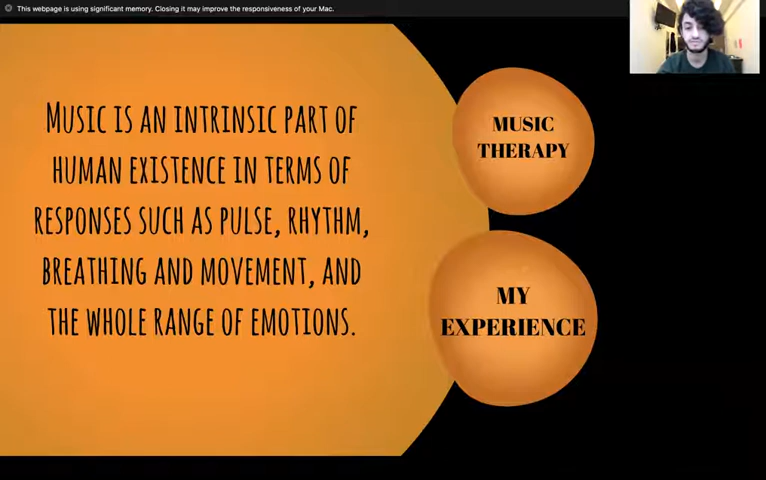 This webpage is using significant memory. Closing it may improve the responsiveness of your Mac.
MUSIC IS AN INTRINSIC PART OF
HUMAN EXISTENCE IN TERMS OF
RESPONSES SUCH AS PULSE, RHYTHM,
BREATHING AND MOVEMENT, AND
THE WHOLE RANGE OF EMOTIONS.
MUSIC
THERAPY
MY
EXPERIENCE